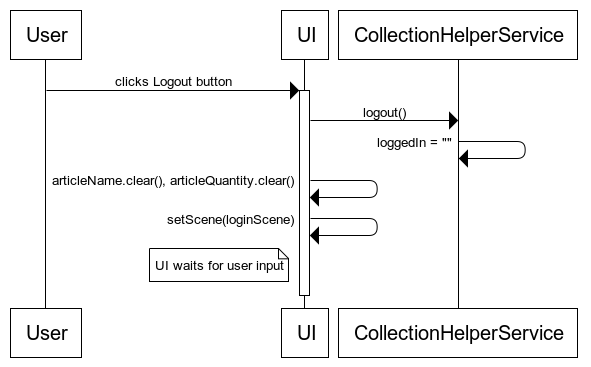 User
UI
CollectionHelperService
clicks Logout button
logout()
loggedIn = ""
articleName.clear(), articleQuantity.clear()
setScene(loginScene)
UI waits for user input
User
UI
CollectionHelperService